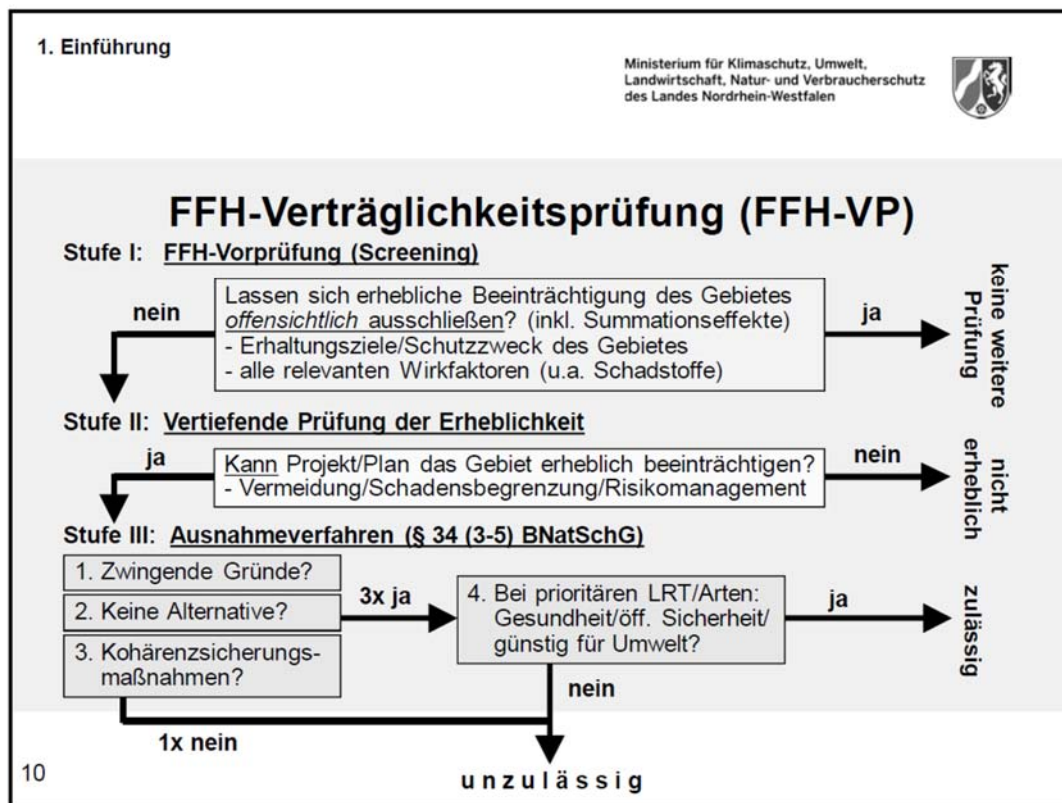 1. Einführung
Ministerium für Klimaschutz, Umwelt,
Landwirtschaft, Natur- und Verbraucherschutz
des Landes Nordrhein-Westfalen
FFH-Verträglichkeitsprüfung (FFH-VP)
Stufe I: FFH-Vorprüfung (Screening)
nein
Lassen sich erhebliche Beeinträchtigung des Gebietes
offensichtlich ausschließen? (inkl. Summationseffekte)
- Erhaltungsziele/Schutzzweck des Gebietes
- alle relevanten Wirkfaktoren (u.a. Schadstoffe)
ja
keine weitere
Prüfung
Stufe II: Vertiefende Prüfung der Erheblichkeit
ja
Kann Projekt/Plan das Gebiet erheblich beeinträchtigen?
- Vermeidung/Schadensbegrenzung/Risikomanagement
nein
nicht
erheblich
Stufe III: Ausnahmeverfahren (§ 34 (3-5) BNatSchG)
1. Zwingende Gründe?
2. Keine Alternative?
3. Kohärenzsicherungs-
maßnahmen?
3x ja
4. Bei prioritären LRT/Arten:
Gesundheit/öff. Sicherheit/
günstig für Umwelt?
ja
zulässig
nein
1x nein
unzulässig
10